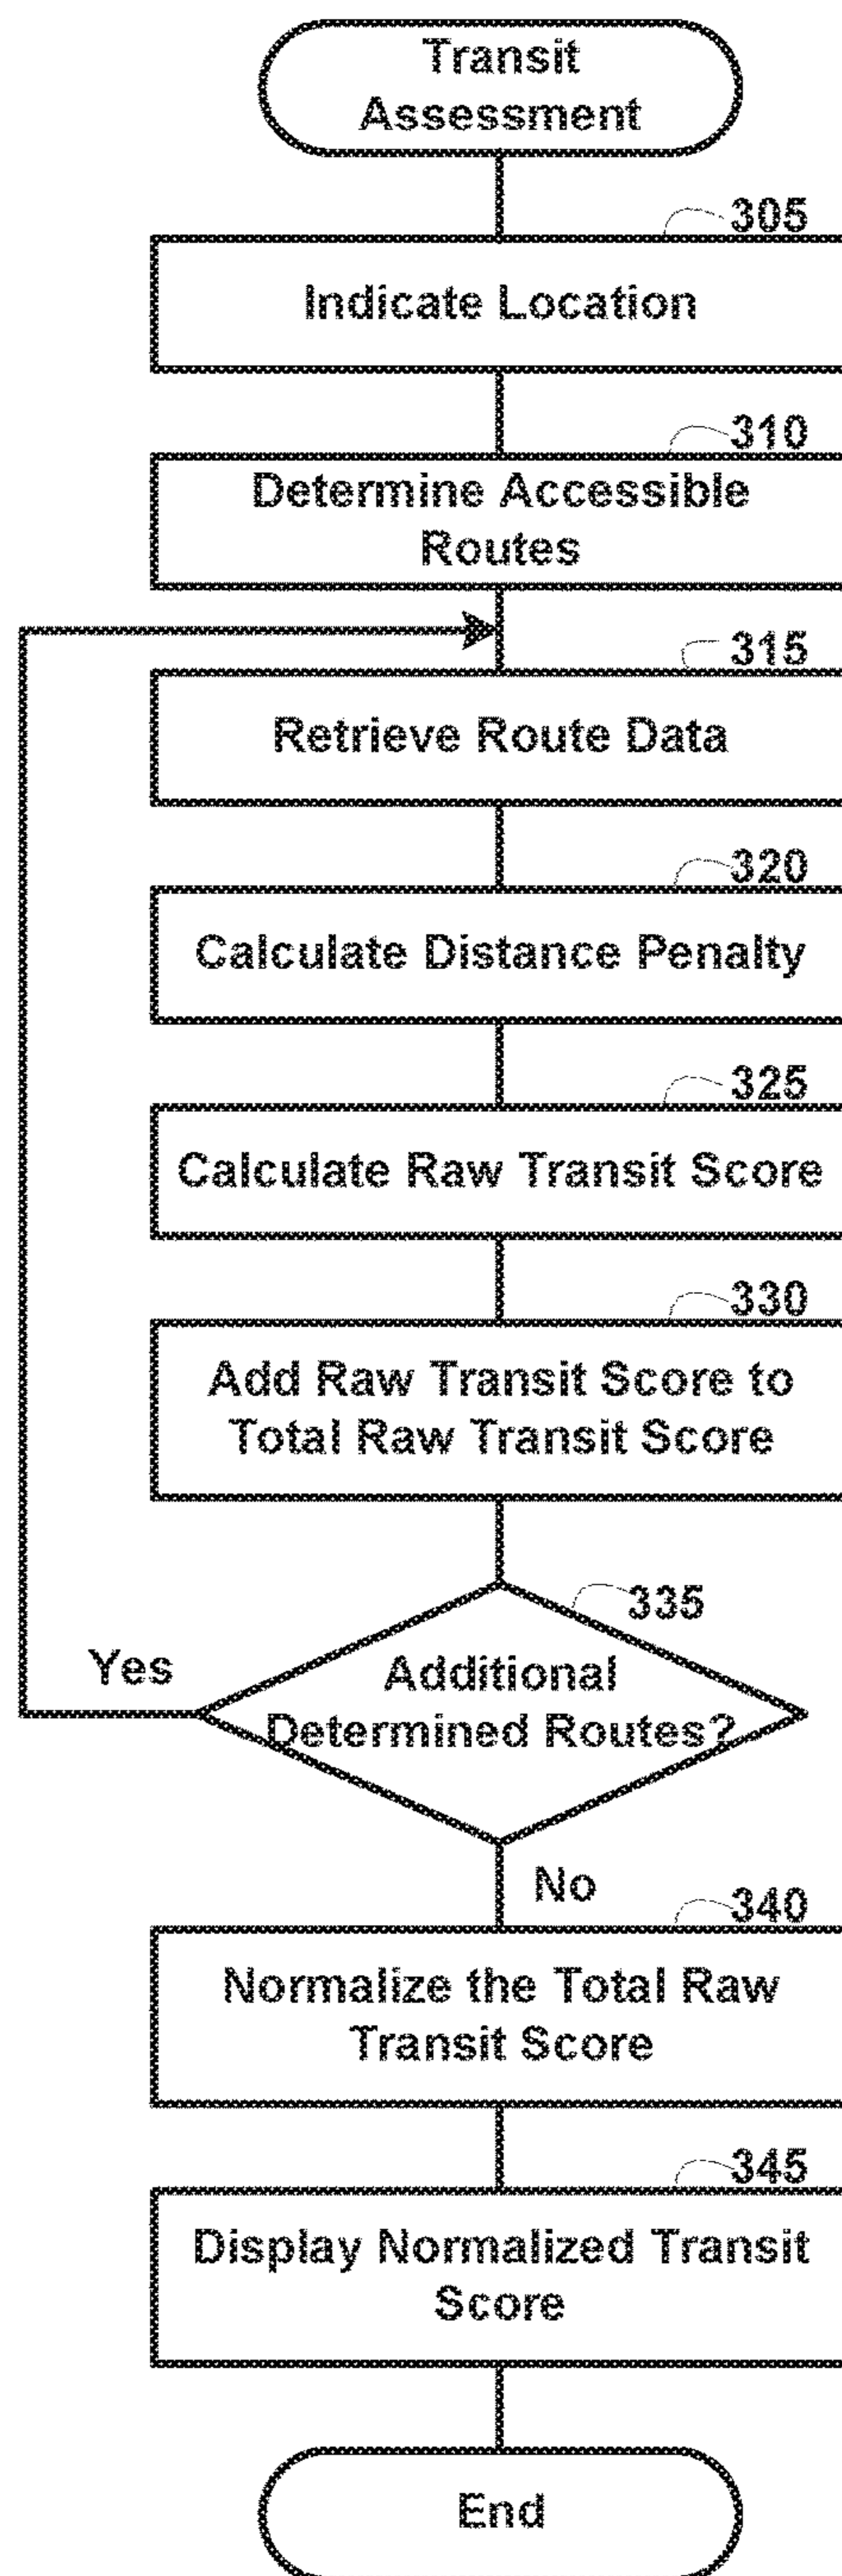 Transit
Assessment
305
Indicate Location
310
Determine Accessible
Routes
315
Retrieve Route Data
320
Calculate Distance Penalty
325
Calculate Raw Transit Score
330
Add Raw Transit Score to
Total Raw Transit Score
335
Additional
Determined Routes?
Yes
No
340
Normalize the Total Raw
Transit Score
345
Display Normalized Transit
Score
End